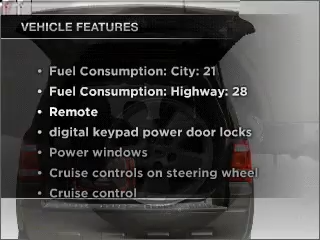 VEHICLE FEATURES
• Fuel Consumption: City: 21
• Fuel Consumption: Highway: 28
• Remote
• digital keypad power door locks
• Power windows
• Cruise controls on steering wheel
• Cruise control